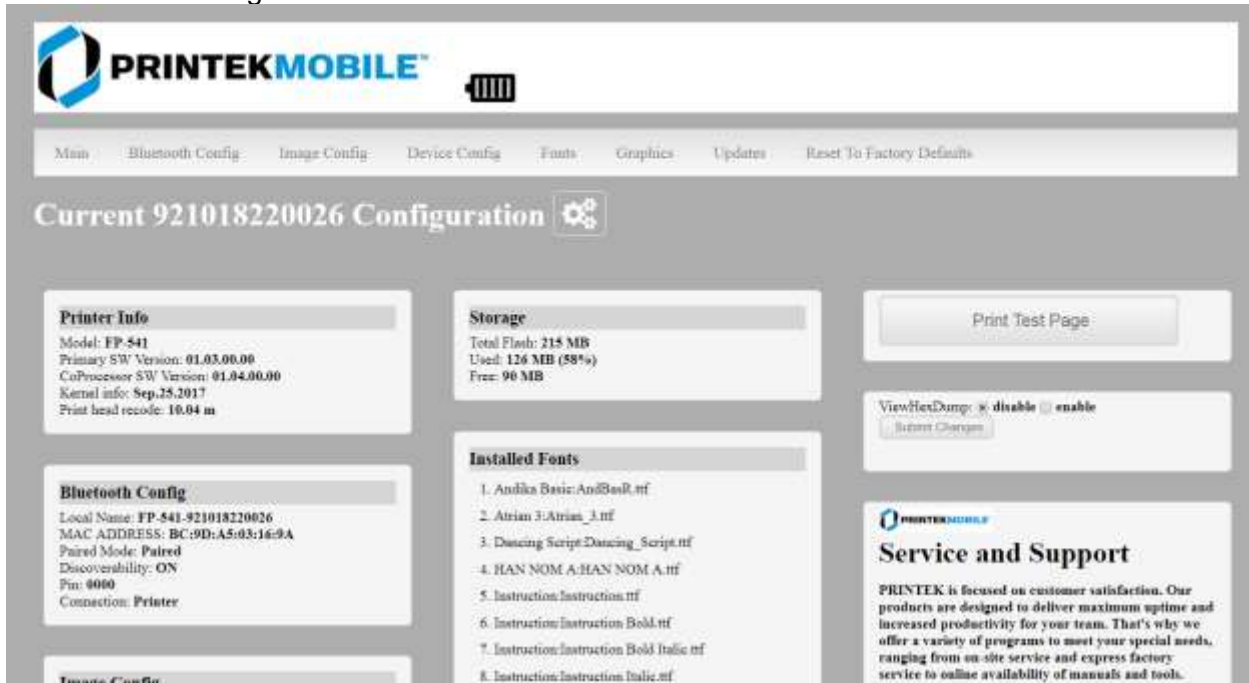 PRINTEKMOBILE™
Main Bluetooth Config Image Config Device Config Fonts Graphics Updates Reset To Factory Defaults
Current 921018220026 Configuration
Printer Info
Model: FP-541
Primary SW Version: 01.03.00.00
CoProcessor SW Version: 01.04.00.00
Kernel info: Sep.25.2017
Print head recode: 10.04 m
Bluetooth Config
Local Name: FP-541-921018220026
MAC ADDRESS: BC:9D:A5:03:16:9A
Paired Mode: Paired
Discoverability: ON
Pin: 0000
Connection: Printer
Image Config
Storage
Total Flash: 215 MB
Used: 126 MB (58%)
Free: 90 MB
Installed Fonts
1. Andika Basic:AndBasR.ttf
2. Atrian 3:Atrian_3.ttf
3. Dancing Script:Dancing_Script.ttf
4. HAN NOM A:HAN NOM A.ttf
5. Instruction:Instruction.ttf
6. Instruction:Instruction Bold.ttf
7. Instruction:Instruction Bold Italic.ttf
8. Instruction:Instruction Italic.ttf
Print Test Page
ViewHexDump: disable enable
Submit Changes
PRINTEKMOBILE
Service and Support
PRINTEK is focused on customer satisfaction. Our
products are designed to deliver maximum uptime and
increased productivity for your team. That's why we
offer a variety of programs to meet your special needs,
ranging from on-site service and express factory
service to online availability of manuals and tools.